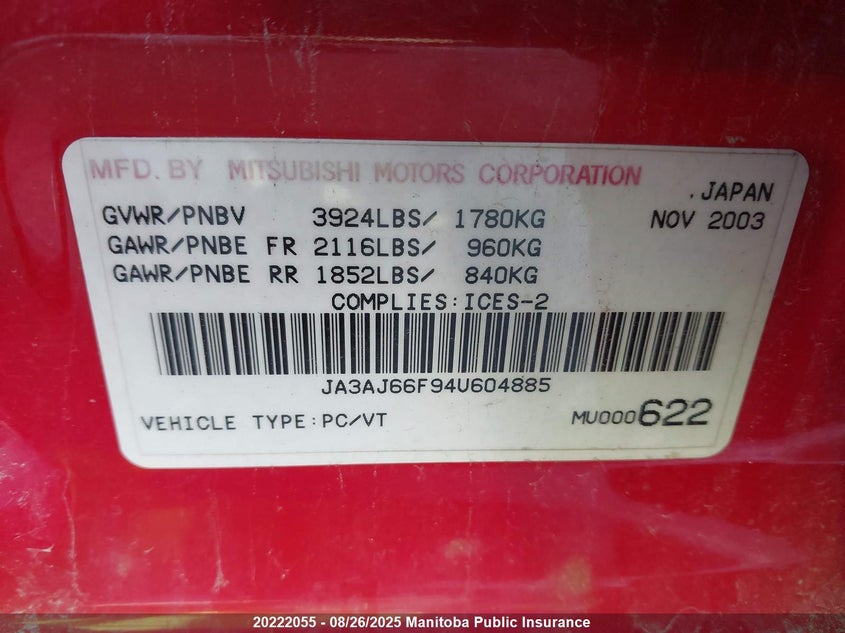 MFD. BY MITSUBISHI MOTORS CORPORATION
.JAPAN
GVWR/PNBV 3924LBS/ 1780KG NOV 2003
GAWR/PNBE FR 2116LBS/ 960KG
GAWR/PNBE RR 1852LBS/ 840KG
COMPLIES:ICES-2
JA3AJ66F94U604885
VEHICLE TYPE:PC/VT MU000622
20222055 - 08/26/2025 Manitoba Public Insurance